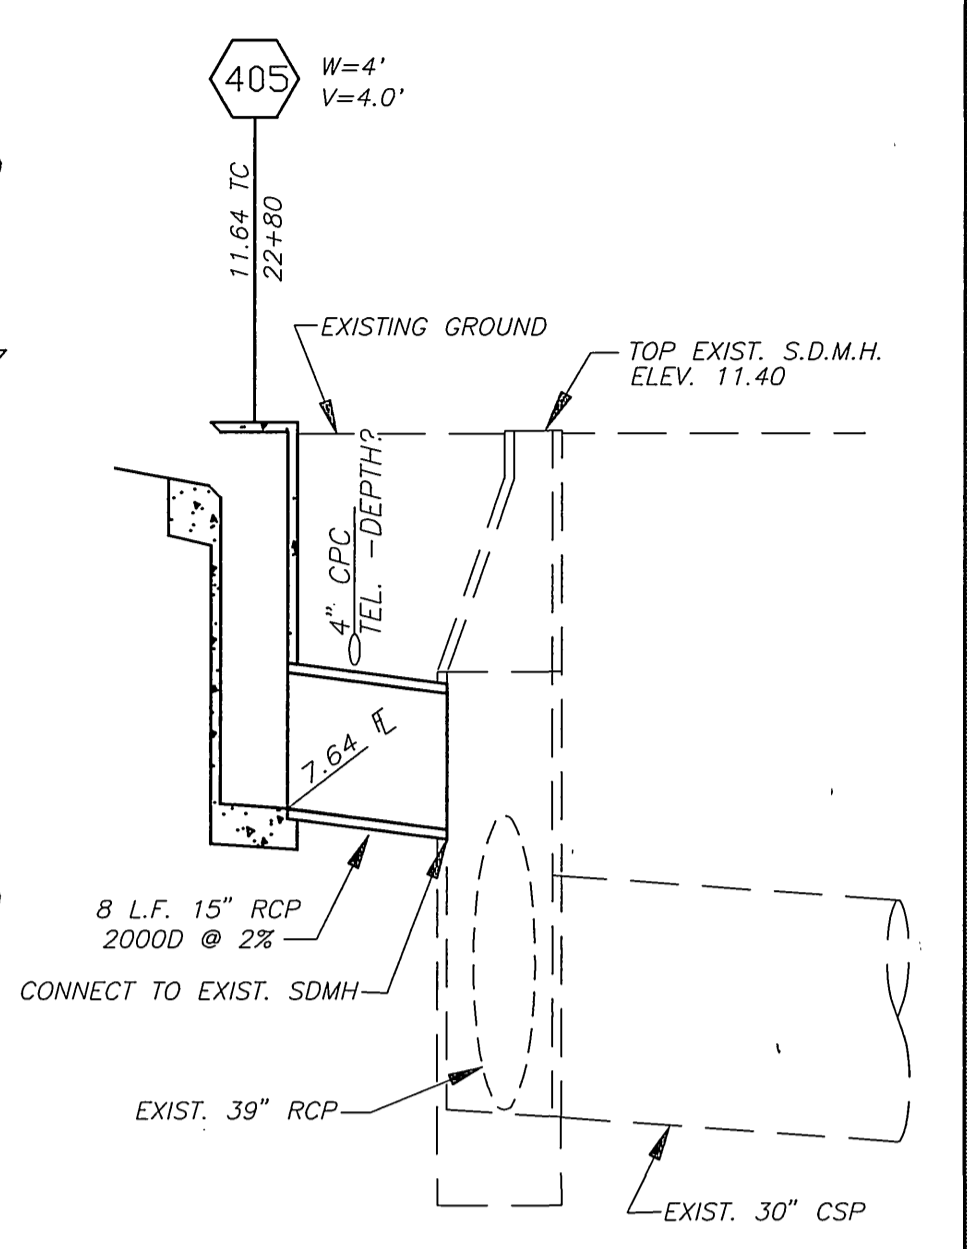 405
W=4'
V=4.0'
11.64 TC
22+80
EXISTING GROUND
TOP EXIST. S.D.M.H.
ELEV. 11.40
4" CPC
TEL. -DEPTH?
7.64 FL
8 L.F. 15" RCP
2000D @ 2%
CONNECT TO EXIST. SDMH
EXIST. 39" RCP
EXIST. 30" CSP